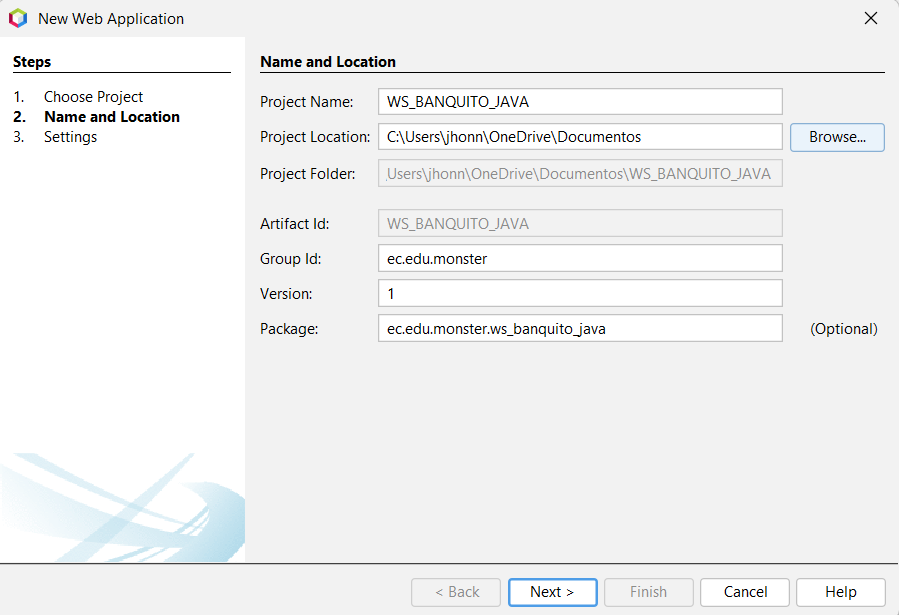 New Web Application
Steps
1. Choose Project
2. Name and Location
3. Settings
Name and Location
Project Name: WS_BANQUITO_JAVA
Project Location: C:\Users\jhonn\OneDrive\Documentos Browse...
Project Folder: Users\jhonn\OneDrive\Documentos\WS_BANQUITO_JAVA
Artifact Id: WS_BANQUITO_JAVA
Group Id: ec.edu.monster
Version: 1
Package: ec.edu.monster.ws_banquito_java (Optional)
< Back Next > Finish Cancel Help